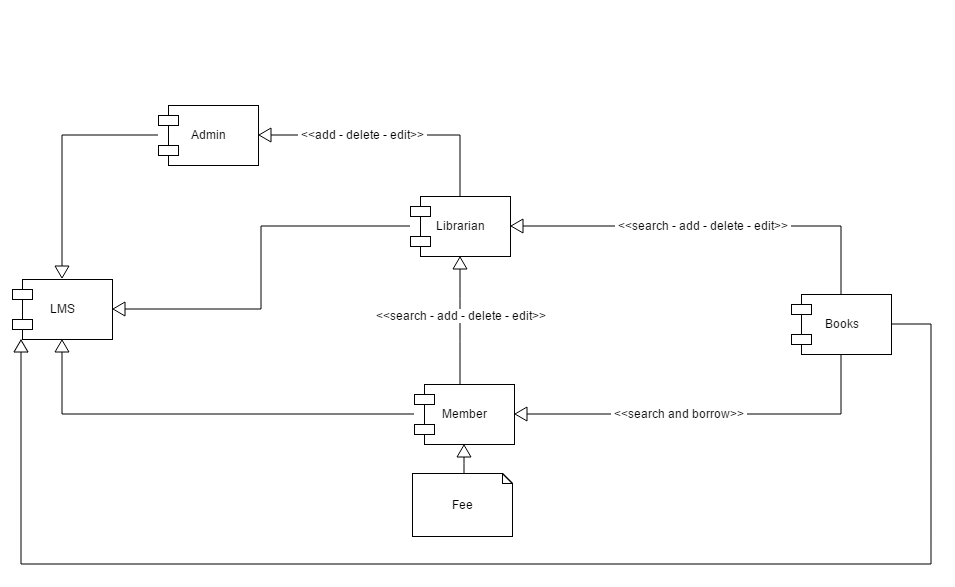 Admin
<<add - delete - edit>>
Librarian
<<search - add - delete - edit>>
LMS
<<search - add - delete - edit>>
Books
Member
<<search and borrow>>
Fee